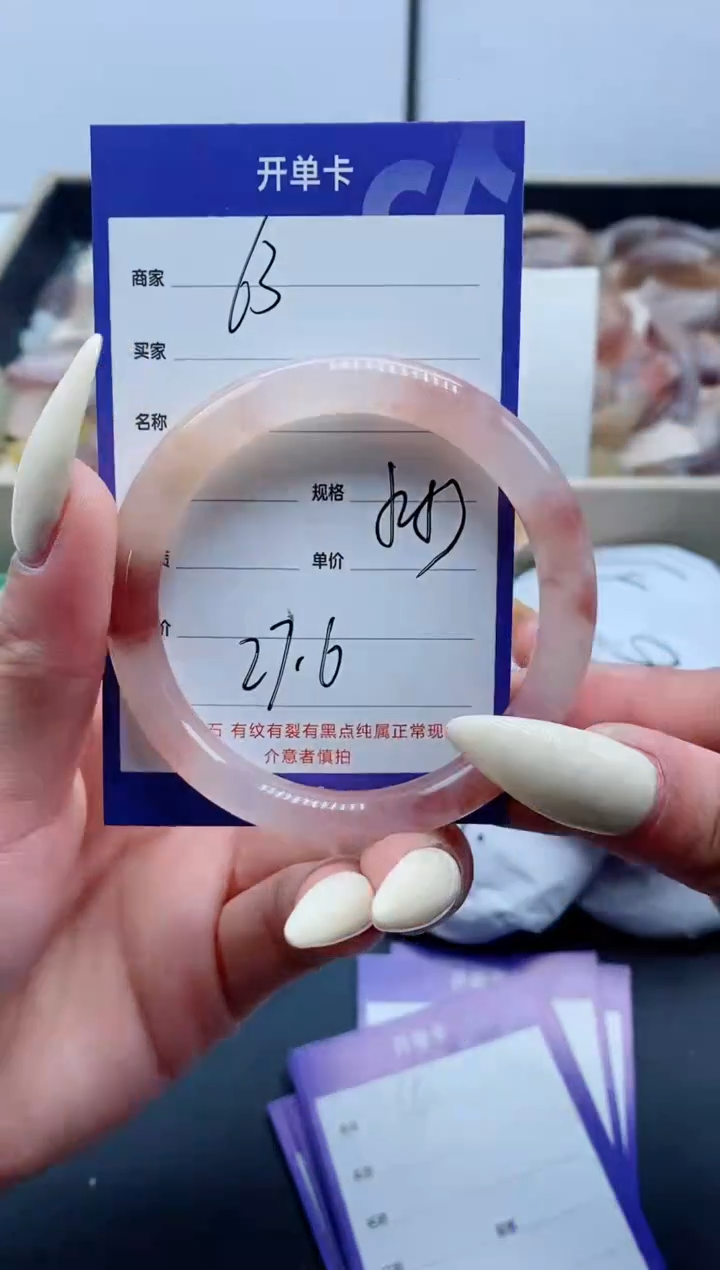 开单卡
商家 63
买家
名称
规格
单价
27.6
石 有纹有裂有黑点纯属正常现
介意者慎拍